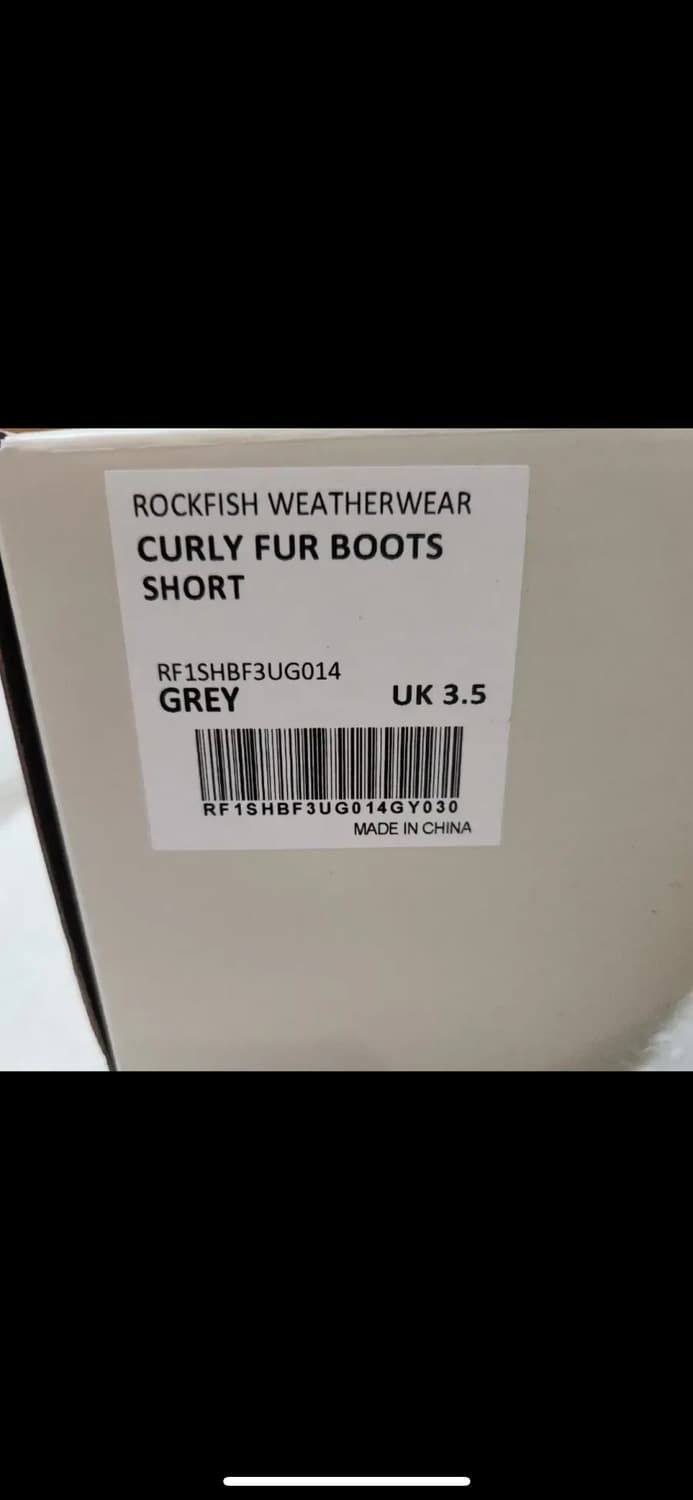 ROCKFISH WEATHERWEAR
CURLY FUR BOOTS
SHORT
RF1SHBF3UG014
GREY UK 3.5
RF1SHBF3UG014GY030
MADE IN CHINA